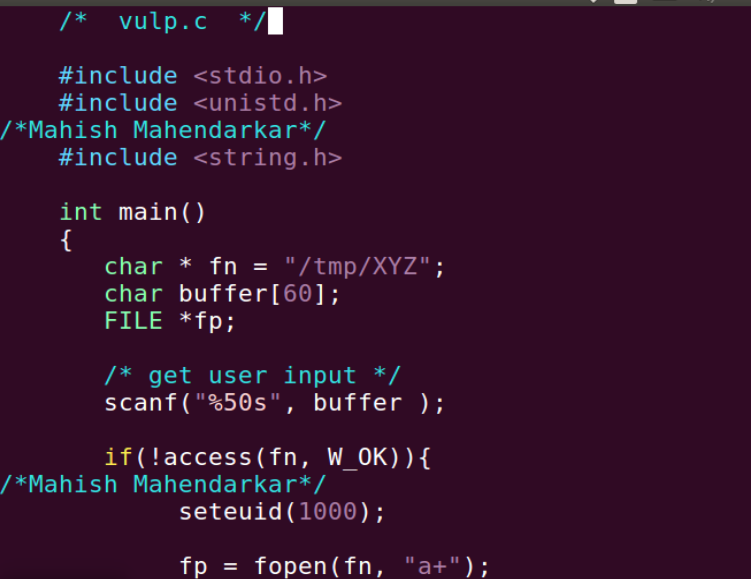 /*  vulp.c  */
#include <stdio.h>
#include <unistd.h>
/*Mahish Mahendarkar*/
#include <string.h>
int main()
{
char * fn = "/tmp/XYZ";
char buffer[60];
FILE *fp;
/* get user input */
scanf("%50s", buffer );
if(!access(fn, W_OK)){
/*Mahish Mahendarkar*/
seteuid(1000);
fp = fopen(fn, "a+");